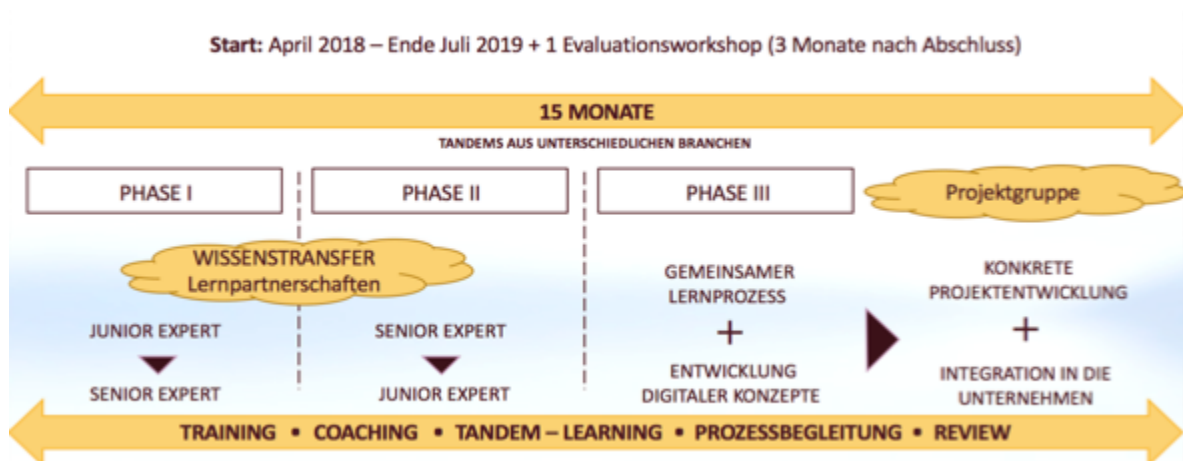 Start: April 2018 – Ende Juli 2019 + 1 Evaluationsworkshop (3 Monate nach Abschluss)
15 MONATE
TANDEMS AUS UNTERSCHIEDLICHEN BRANCHEN
PHASE I
PHASE II
PHASE III
Projektgruppe
WISSENSTRANSFER
Lernpartnerschaften
JUNIOR EXPERT
SENIOR EXPERT
SENIOR EXPERT
JUNIOR EXPERT
GEMEINSAMER
LERNPROZESS
+
ENTWICKLUNG
DIGITALER KONZEPTE
KONKRETE
PROJEKTENTWICKLUNG
+
INTEGRATION IN DIE
UNTERNEHMEN
TRAINING • COACHING • TANDEM – LEARNING • PROZESSBEGLEITUNG • REVIEW